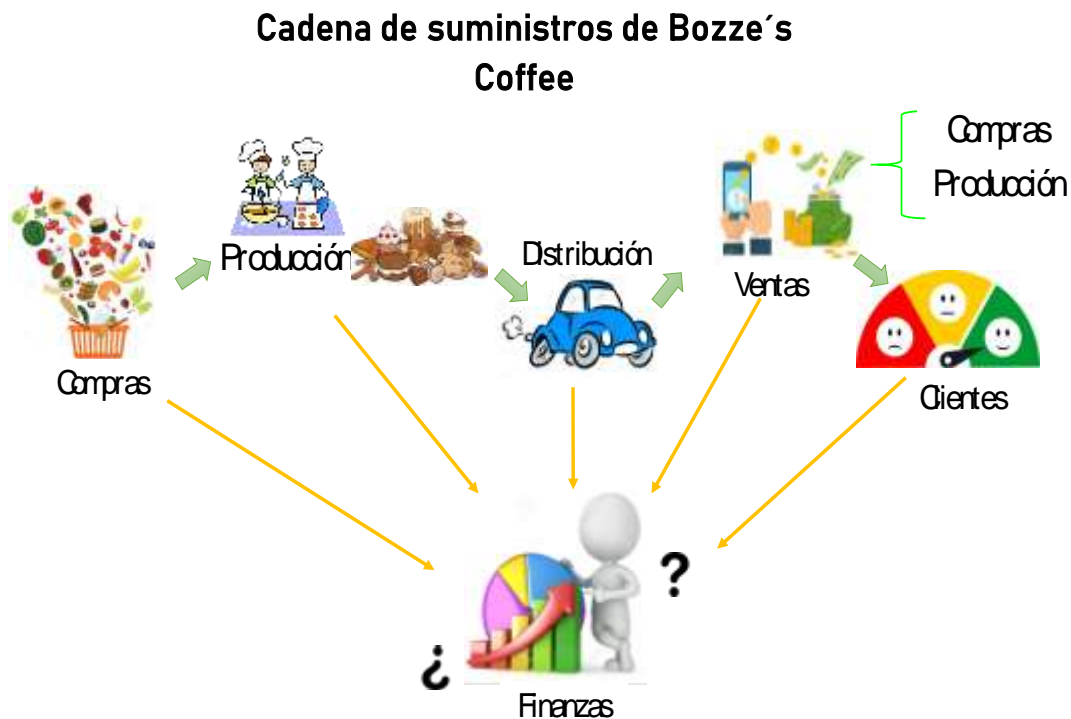 Cadena de suministros de Bozze´s
Coffee
Compras
Producción
Producción
Distribución
Ventas
Compras
Clientes
¿
?
Finanzas